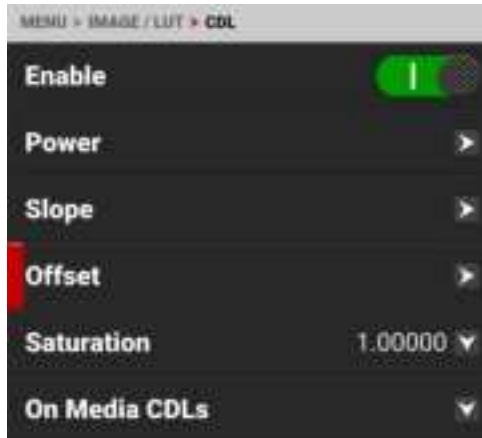 MENU > IMAGE / LUT > CDL
Enable
Power
Slope
Offset
Saturation 1.00000
On Media CDLs